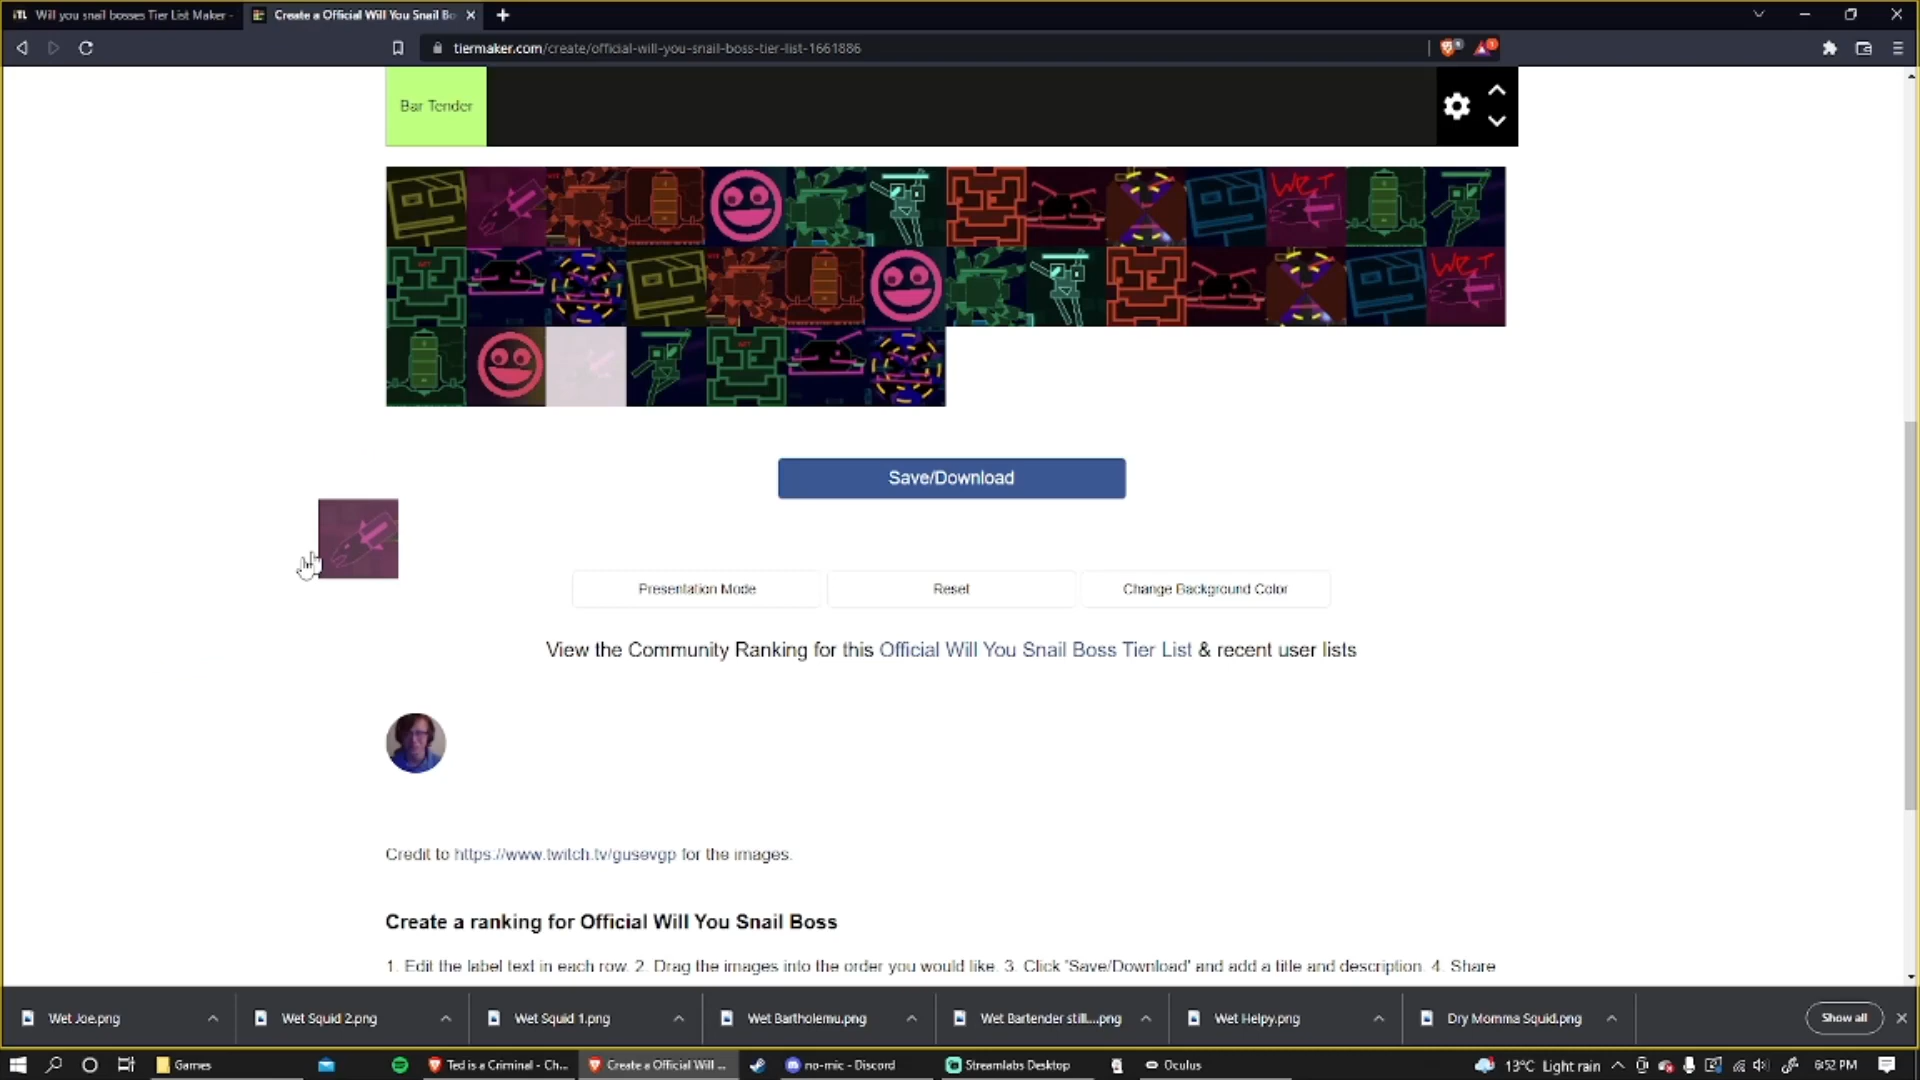 Will you snail bosses Tier List Maker -
Create a Official Will You Snail Bo
tiermaker.com/create/official-will-you-snail-boss-tier-list-1661886
Bar Tender
WET
WET
Save/Download
Presentation Mode
Reset
Change Background Color
View the Community Ranking for this Official Will You Snail Boss Tier List & recent user lists
Credit to https://www.twitch.tv/gusevgp for the images.
Create a ranking for Official Will You Snail Boss
1. Edit the label text in each row. 2. Drag the images into the order you would like. 3. Click 'Save/Download' and add a title and description. 4. Share
Wet Joe.png
Wet Squid 2.png
Wet Squid 1.png
Wet Bartholemu.png
Wet Bartender still....png
Wet Helpy.png
Dry Momma Squid.png
Show all
Games
Ted is a Criminal - Ch...
Create a Official Will ...
no-mic - Discord
Streamlabs Desktop
Oculus
13°C Light rain
6:52 PM